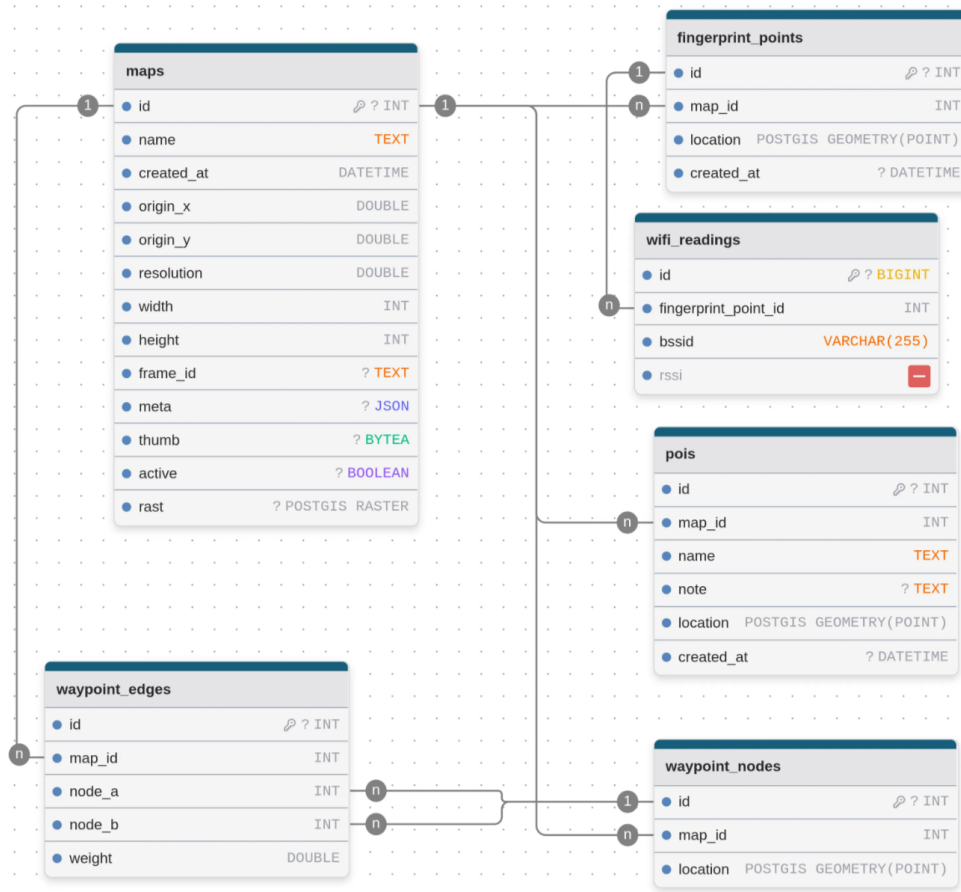 maps
id ? INT
name TEXT
created_at DATETIME
origin_x DOUBLE
origin_y DOUBLE
resolution DOUBLE
width INT
height INT
frame_id ? TEXT
meta ? JSON
thumb ? BYTEA
active ? BOOLEAN
rast ? POSTGIS RASTER
1
1
n
fingerprint_points
id ? INT
map_id INT
location POSTGIS GEOMETRY(POINT)
created_at ? DATETIME
1
n
wifi_readings
id ? BIGINT
fingerprint_point_id INT
bssid VARCHAR(255)
rssi
n
pois
id ? INT
map_id INT
name TEXT
note ? TEXT
location POSTGIS GEOMETRY(POINT)
created_at ? DATETIME
n
waypoint_edges
id ? INT
map_id INT
node_a INT
node_b INT
weight DOUBLE
n
n
waypoint_nodes
id ? INT
map_id INT
location POSTGIS GEOMETRY(POINT)
1
n